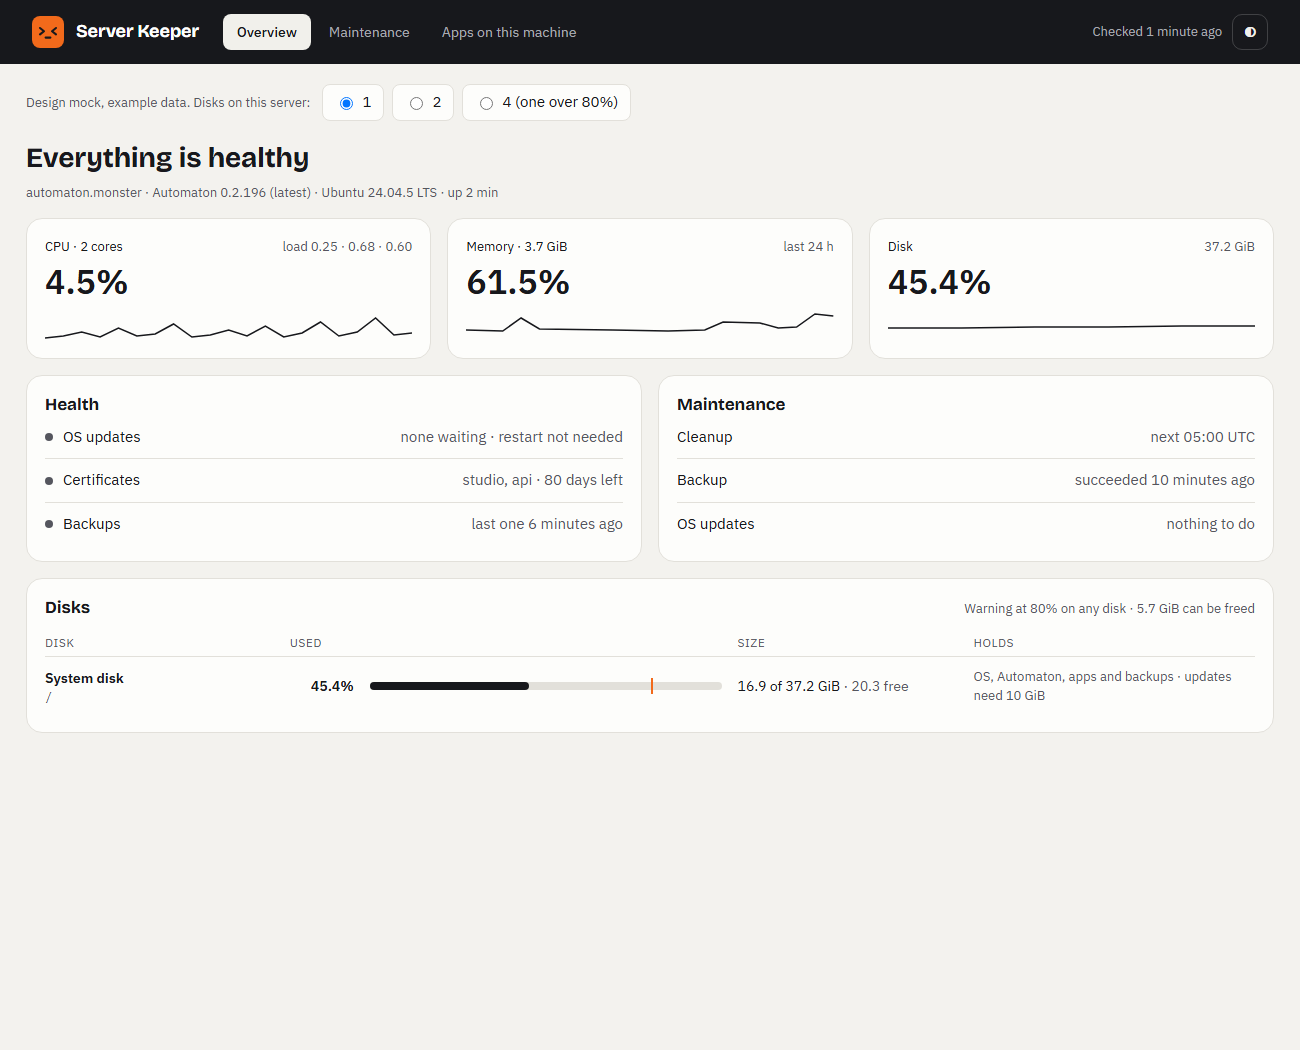 Server Keeper Overview Maintenance Apps on this machine Checked 1 minute ago
Design mock, example data. Disks on this server: 1 2 4 (one over 80%)
Everything is healthy
automaton.monster · Automaton 0.2.196 (latest) · Ubuntu 24.04.5 LTS · up 2 min
CPU · 2 cores load 0.25 · 0.68 · 0.60
4.5%
Memory · 3.7 GiB last 24 h
61.5%
Disk 37.2 GiB
45.4%
Health
OS updates none waiting · restart not needed
Certificates studio, api · 80 days left
Backups last one 6 minutes ago
Maintenance
Cleanup next 05:00 UTC
Backup succeeded 10 minutes ago
OS updates nothing to do
Disks Warning at 80% on any disk · 5.7 GiB can be freed
DISK USED SIZE HOLDS
System disk 45.4% 16.9 of 37.2 GiB · 20.3 free OS, Automaton, apps and backups · updates
/ need 10 GiB